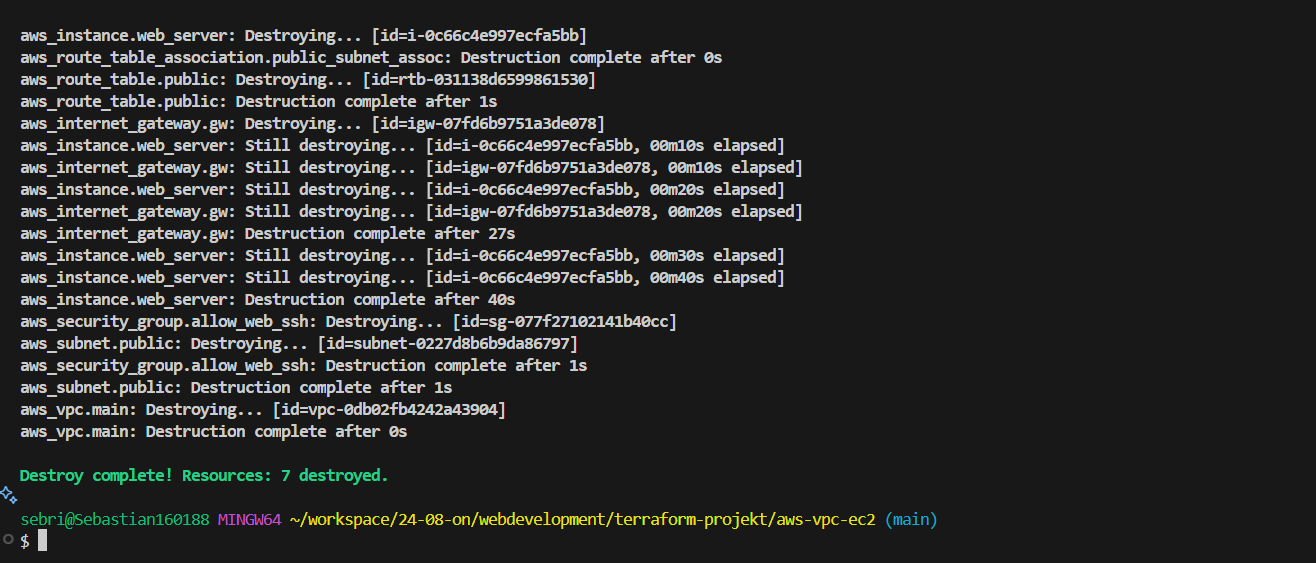 aws_instance.web_server: Destroying... [id=i-0c66c4e997ecfa5bb]
aws_route_table_association.public_subnet_assoc: Destruction complete after 0s
aws_route_table.public: Destroying... [id=rtb-031138d6599861530]
aws_route_table.public: Destruction complete after 1s
aws_internet_gateway.gw: Destroying... [id=igw-07fd6b9751a3de078]
aws_instance.web_server: Still destroying... [id=i-0c66c4e997ecfa5bb, 00m10s elapsed]
aws_internet_gateway.gw: Still destroying... [id=igw-07fd6b9751a3de078, 00m10s elapsed]
aws_instance.web_server: Still destroying... [id=i-0c66c4e997ecfa5bb, 00m20s elapsed]
aws_internet_gateway.gw: Still destroying... [id=igw-07fd6b9751a3de078, 00m20s elapsed]
aws_internet_gateway.gw: Destruction complete after 27s
aws_instance.web_server: Still destroying... [id=i-0c66c4e997ecfa5bb, 00m30s elapsed]
aws_instance.web_server: Still destroying... [id=i-0c66c4e997ecfa5bb, 00m40s elapsed]
aws_instance.web_server: Destruction complete after 40s
aws_security_group.allow_web_ssh: Destroying... [id=sg-077f27102141b40cc]
aws_subnet.public: Destroying... [id=subnet-0227d8b6b9da86797]
aws_security_group.allow_web_ssh: Destruction complete after 1s
aws_subnet.public: Destruction complete after 1s
aws_vpc.main: Destroying... [id=vpc-0db02fb4242a43904]
aws_vpc.main: Destruction complete after 0s
Destroy complete! Resources: 7 destroyed.
sebri@Sebastian160188 MINGW64 ~/workspace/24-08-on/webdevelopment/terraform-projekt/aws-vpc-ec2 (main)
$